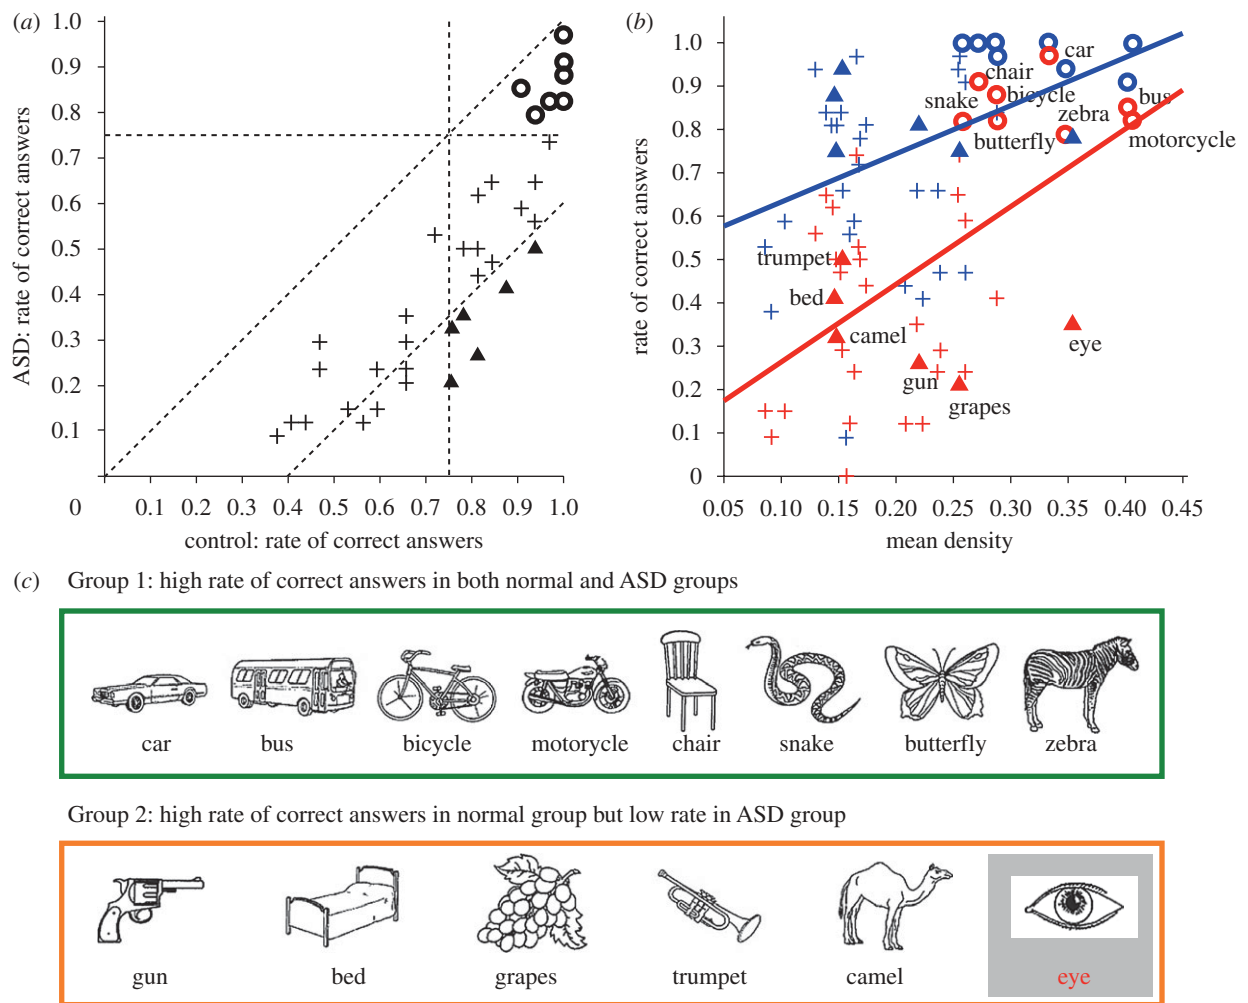 (a)
1.0
0.9
0.8
0.7
0.6
0.5
0.4
0.3
0.2
0.1
ASD: rate of correct answers
0 0.1 0.2 0.3 0.4 0.5 0.6 0.7 0.8 0.9 1.0
control: rate of correct answers
(b)
1.0
0.9
0.8
0.7
0.6
0.5
0.4
0.3
0.2
0.1
0
rate of correct answers
car
chair
snake
bicycle
bus
zebra
butterfly
motorcycle
trumpet
bed
camel
eye
gun
grapes
0.05 0.10 0.15 0.20 0.25 0.30 0.35 0.40 0.45
mean density
(c) Group 1: high rate of correct answers in both normal and ASD groups
car bus bicycle motorycle chair snake butterfly zebra
Group 2: high rate of correct answers in normal group but low rate in ASD group
gun bed grapes trumpet camel eye